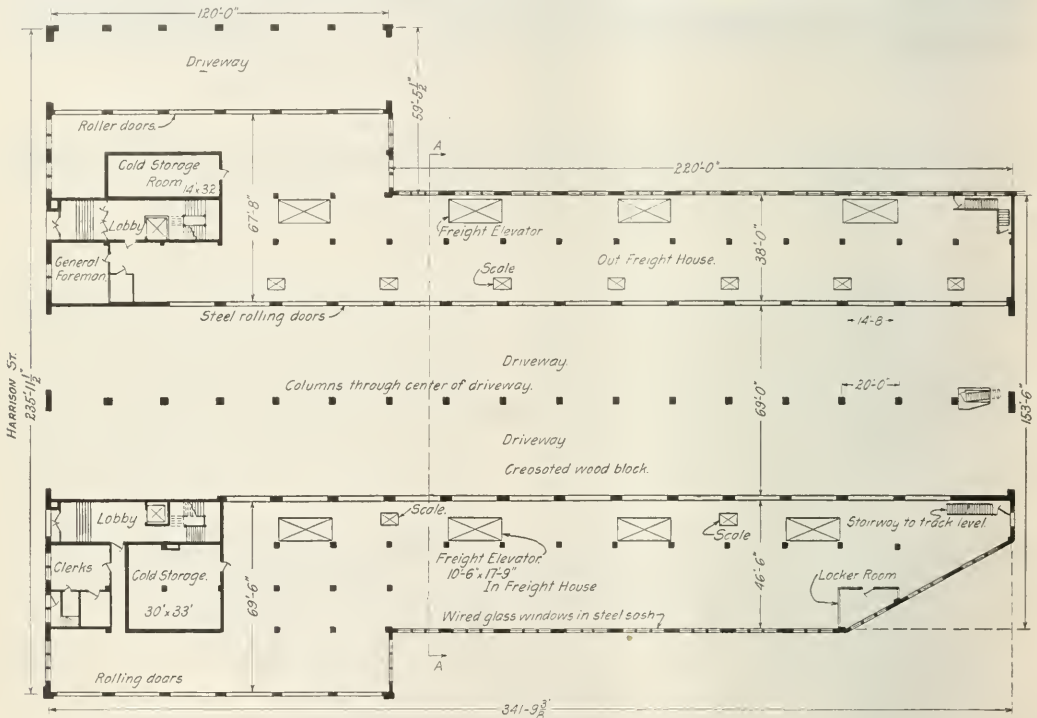 120'-0"
Driveway
59'-5½"
Roller doors.
A
220'-0"
Cold Storage
Room 14'x32
67'-8"
Lobby
Freight Elevator
General
Foreman.
Scale
Out Freight House.
38'-0"
Steel rolling doors
14'-8
Driveway.
HARRISON ST.
235'-11½"
Columns through center of driveway.
20'-0"
69'-0"
153'-6"
Driveway
Creosoted wood block.
Lobby
Scale.
Scale
Stairway to track level.
Clerks
Cold Storage.
30'x33'
69'-6"
Freight Elevator.
10'-6"x17'-9"
In Freight House
46'-6"
Locker Room
Wired glass windows in steel sash
A
Rolling doors
341'-9⅜"